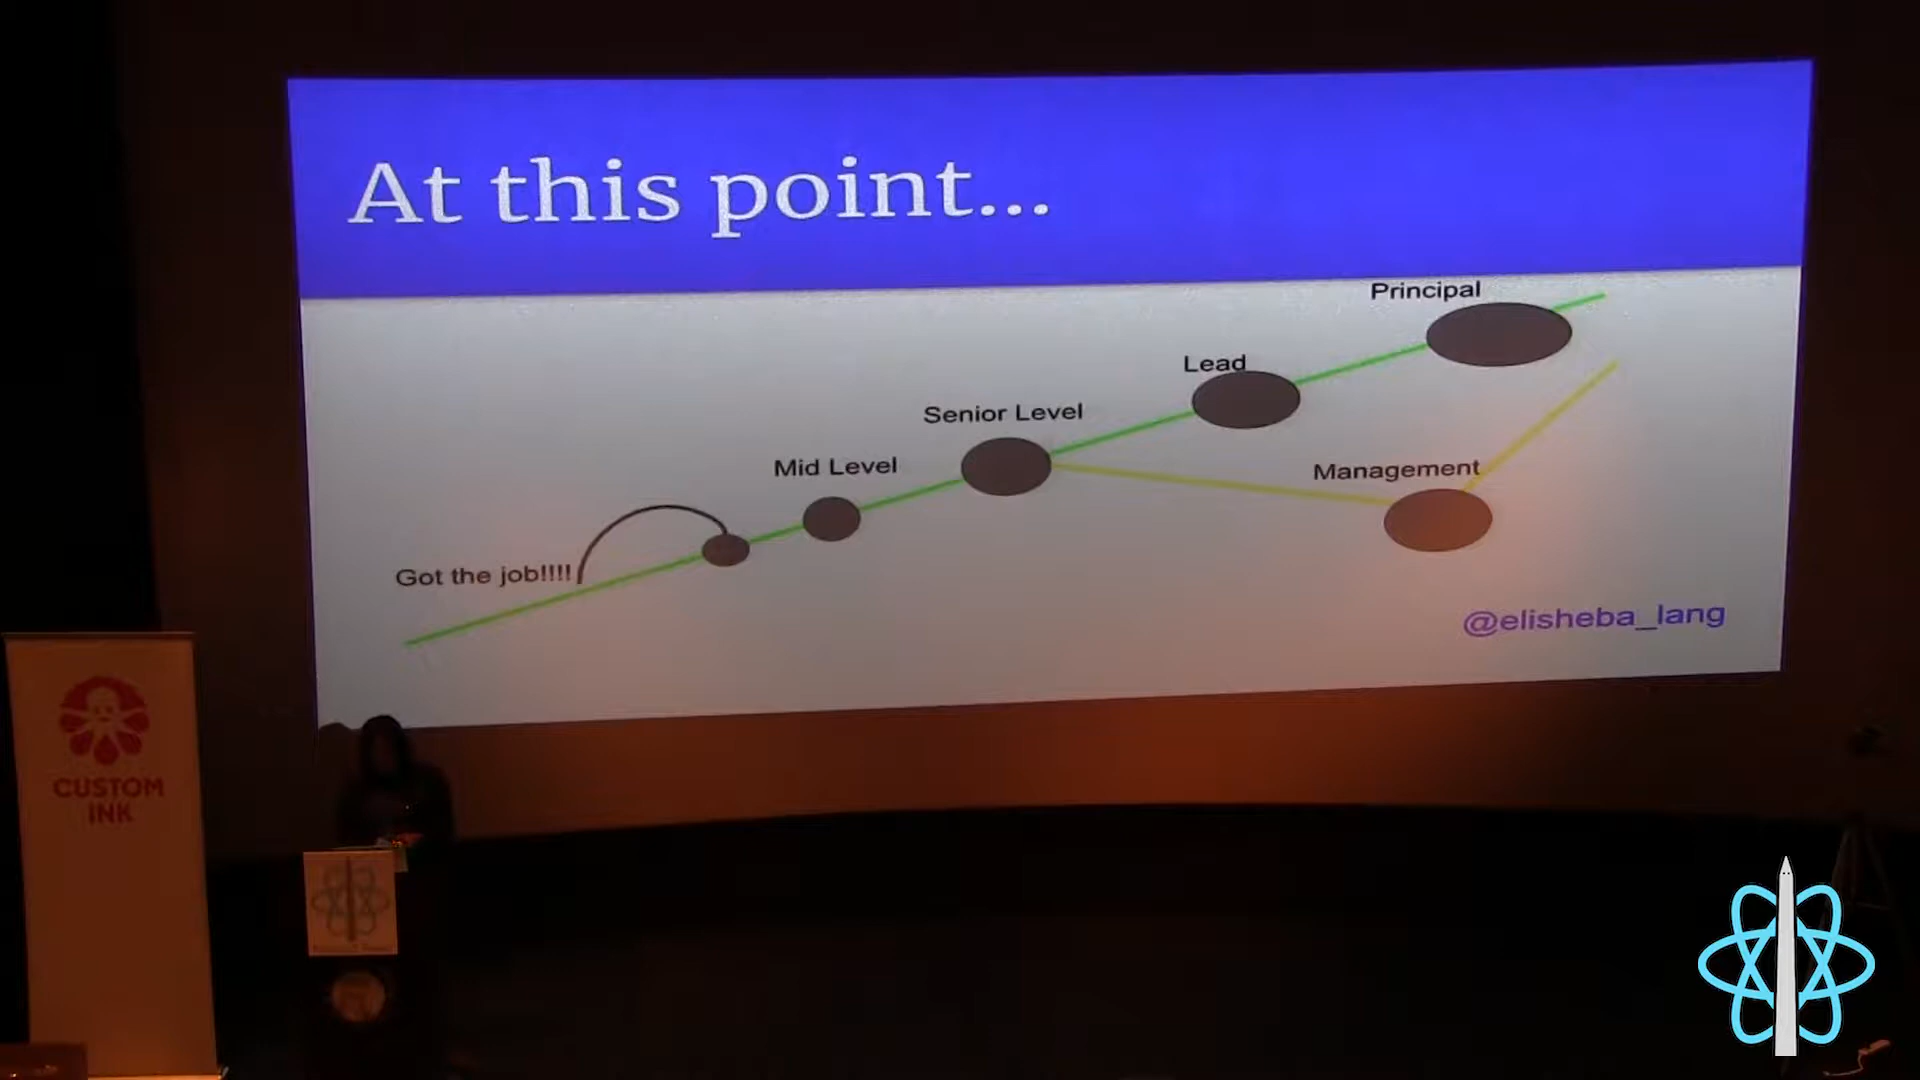 At this point...
Principal
Lead
Senior Level
Mid Level
Management
Got the job!!!!
@elisheba_lang
CUSTOM
INK